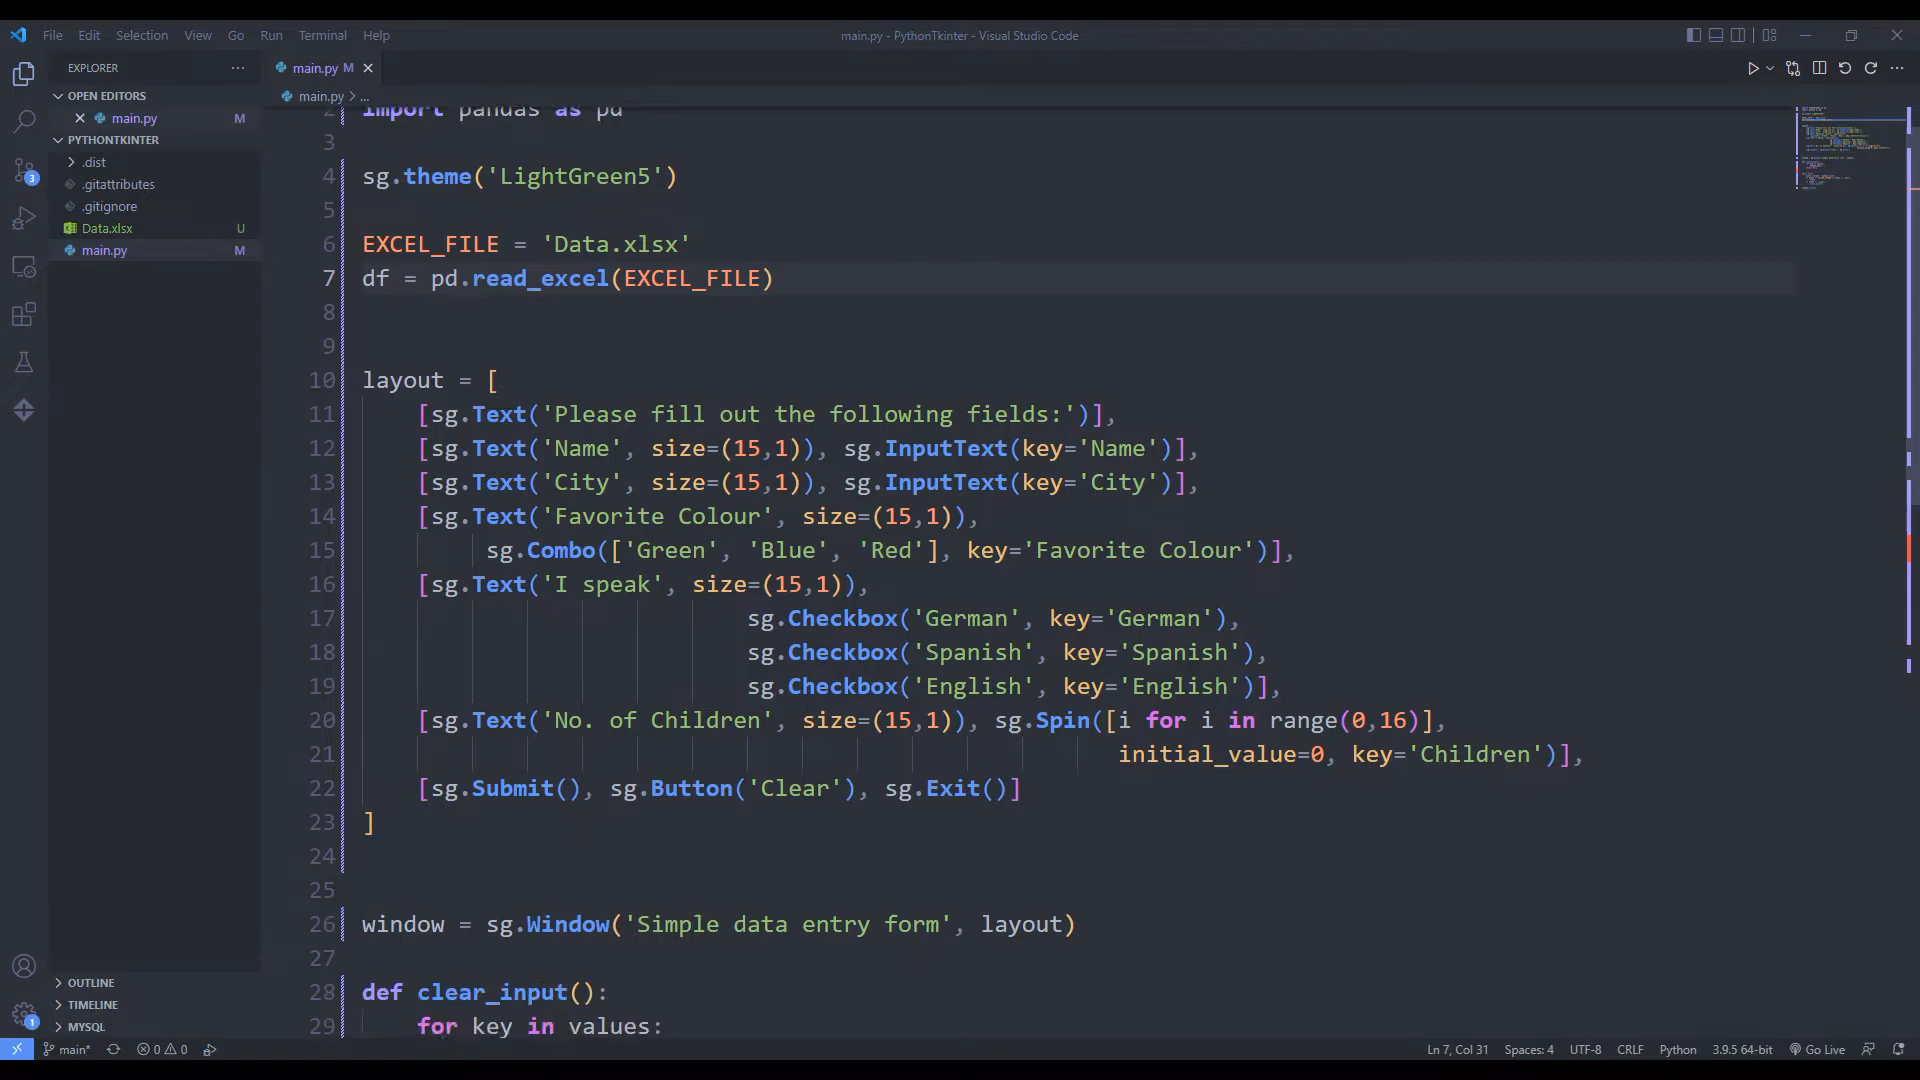 File Edit Selection View Go Run Terminal Help
main.py - PythonTkinter - Visual Studio Code
EXPLORER
OPEN EDITORS
main.py M
PYTHONTKINTER
.dist
.gitattributes
.gitignore
Data.xlsx U
main.py M
OUTLINE
TIMELINE
MYSQL
3
1
main.py M
main.py > ...
2 import pandas as pd
3
4 sg.theme('LightGreen5')
5
6 EXCEL_FILE = 'Data.xlsx'
7 df = pd.read_excel(EXCEL_FILE)
8
9
10 layout = [
11 [sg.Text('Please fill out the following fields:')],
12 [sg.Text('Name', size=(15,1)), sg.InputText(key='Name')],
13 [sg.Text('City', size=(15,1)), sg.InputText(key='City')],
14 [sg.Text('Favorite Colour', size=(15,1)),
15 sg.Combo(['Green', 'Blue', 'Red'], key='Favorite Colour')],
16 [sg.Text('I speak', size=(15,1)),
17 sg.Checkbox('German', key='German'),
18 sg.Checkbox('Spanish', key='Spanish'),
19 sg.Checkbox('English', key='English')],
20 [sg.Text('No. of Children', size=(15,1)), sg.Spin([i for i in range(0,16)],
21 initial_value=0, key='Children')],
22 [sg.Submit(), sg.Button('Clear'), sg.Exit()]
23 ]
24
25
26 window = sg.Window('Simple data entry form', layout)
27
28 def clear_input():
29 for key in values:
main* 0 0 Ln 7, Col 31 Spaces: 4 UTF-8 CRLF Python 3.9.5 64-bit Go Live